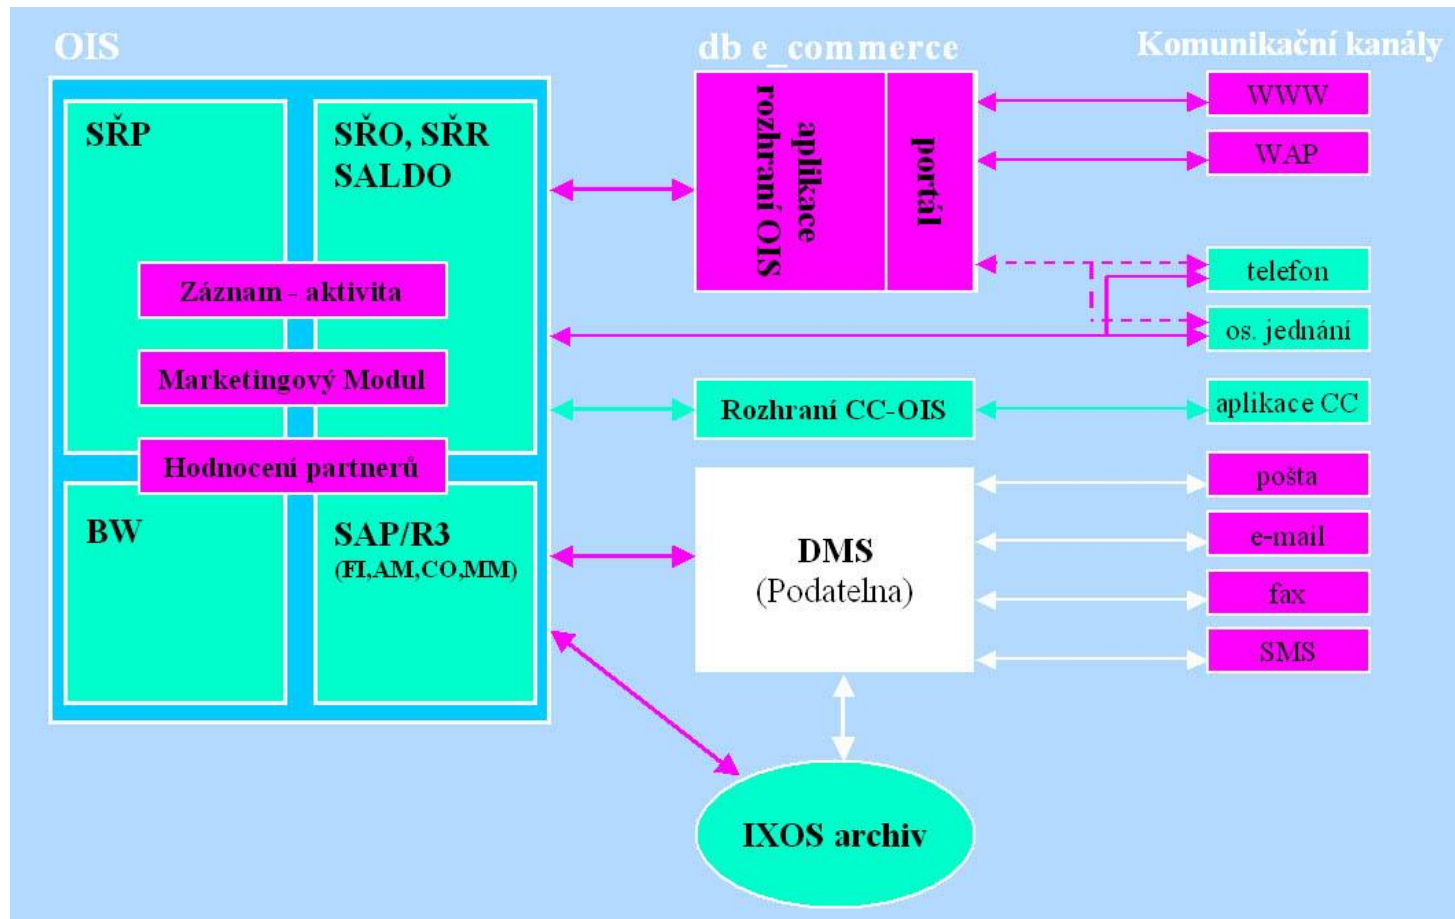 OIS
db e_commerce
Komunikační kanály
SŘP
SŘO, SŘR
SALDO
Záznam - aktivita
Marketingový Modul
Hodnocení partnerů
BW
SAP/R3
(FI,AM,CO,MM)
aplikace
rozhraní OIS
portál
Rozhraní CC-OIS
DMS
(Podatelna)
IXOS archiv
WWW
WAP
telefon
os. jednání
aplikace CC
pošta
e-mail
fax
SMS